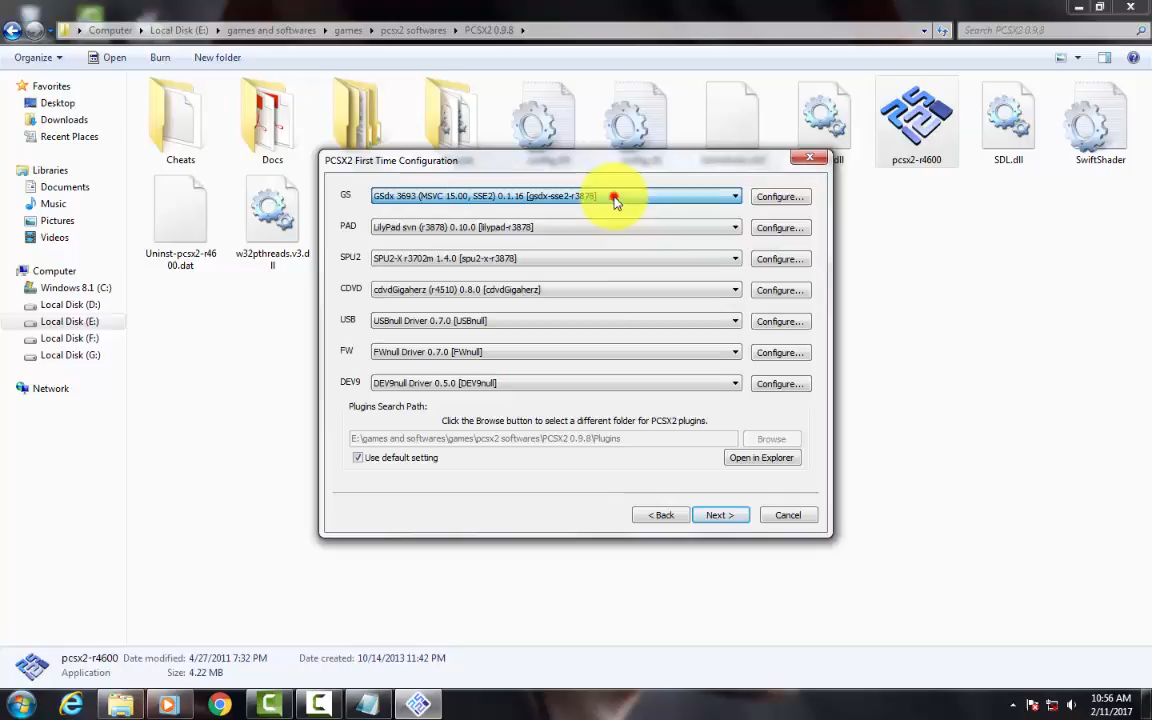 Computer Local Disk (E:) games and softwares games pcsx2 softwares PCSX2 0.9.8
Search PCSX2 0.9.8
Organize Open Burn New folder
Favorites
Desktop
Downloads
Recent Places
Libraries
Documents
Music
Pictures
Videos
Computer
Windows 8.1 (C:)
Local Disk (D:)
Local Disk (E:)
Local Disk (F:)
Local Disk (G:)
Network
Cheats
Docs
pcsx2-r4600
SDL.dll
SwiftShader
Uninst-pcsx2-r4600.dat
w32pthreads.v3.dll
PCSX2 First Time Configuration
GS GSdx 3693 (MSVC 15.00, SSE2) 0.1.16 [gsdx-sse2-r3878] Configure...
PAD LilyPad svn (r3878) 0.10.0 [lilypad-r3878] Configure...
SPU2 SPU2-X r3702m 1.4.0 [spu2-x-r3878] Configure...
CDVD cdvdGigaherz (r4510) 0.8.0 [cdvdGigaherz] Configure...
USB USBnull Driver 0.7.0 [USBnull] Configure...
FW FWnull Driver 0.7.0 [FWnull] Configure...
DEV9 DEV9null Driver 0.5.0 [DEV9null] Configure...
Plugins Search Path:
Click the Browse button to select a different folder for PCSX2 plugins.
E:\games and softwares\games\pcsx2 softwares\PCSX2 0.9.8\Plugins Browse
Use default setting Open in Explorer
< Back Next > Cancel
pcsx2-r4600 Date modified: 4/27/2011 7:32 PM Date created: 10/14/2013 11:42 PM
Application Size: 4.22 MB
10:56 AM
2/11/2017